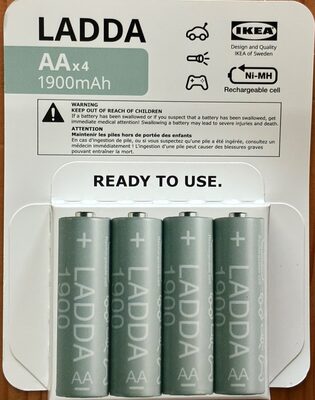 LADDA
AAx4
1900mAh
IKEA
Design and Quality
IKEA of Sweden
Ni-MH
Rechargeable cell
WARNING
KEEP OUT OF REACH OF CHILDREN
If a battery has been swallowed or if you suspect that a battery has been swallowed, get
immediate medical attention! Swallowing a battery may lead to severe injuries and death.
ATTENTION
Maintenir les piles hors de portée des enfants
En cas d'ingestion de pile, ou si vous suspectez qu'une pile a été ingérée, consultez un
médecin immédiatement ! L'ingestion d'une pile peut causer des blessures graves
pouvant entraîner la mort.
READY TO USE.
+ LADDA
1900
AA
+ LADDA
1900
AA
+ LADDA
1900
AA
+ LADDA
1900
AA